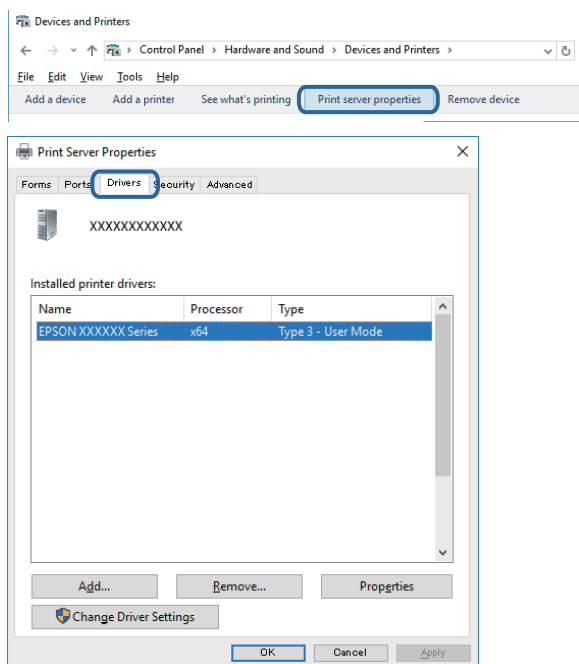 Devices and Printers
Control Panel > Hardware and Sound > Devices and Printers >
File Edit View Tools Help
Add a device Add a printer See what's printing Print server properties Remove device
Print Server Properties
Forms Ports Drivers Security Advanced
XXXXXXXXXXXX
Installed printer drivers:
Name Processor Type
EPSON XXXXXX Series x64 Type 3 - User Mode
Add... Remove... Properties
Change Driver Settings
OK Cancel Apply